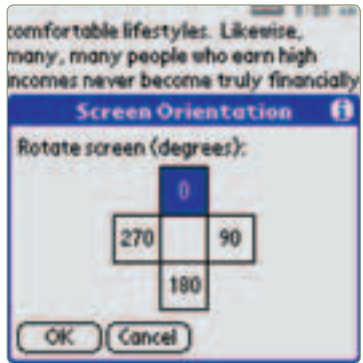 comfortable lifestyles. Likewise,
many, many people who earn high
incomes never become truly financially
Screen Orientation i
Rotate screen (degrees):
0
270 90
180
OK Cancel